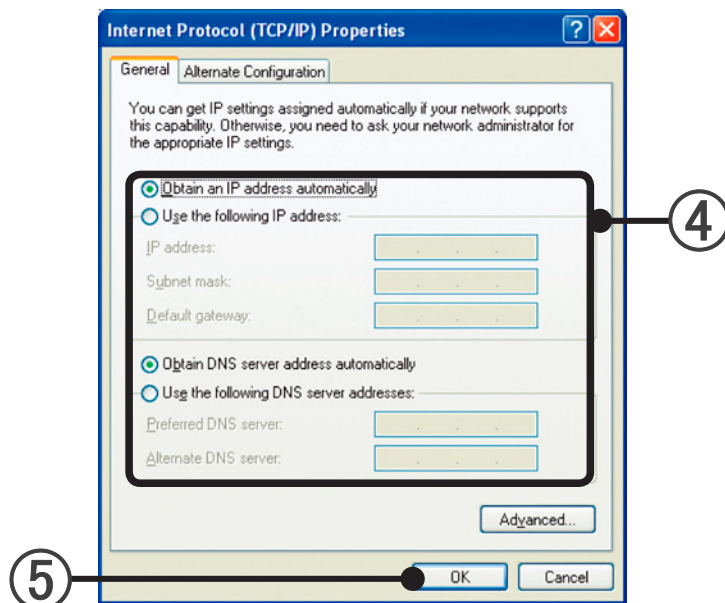 Internet Protocol (TCP/IP) Properties
General Alternate Configuration
You can get IP settings assigned automatically if your network supports
this capability. Otherwise, you need to ask your network administrator for
the appropriate IP settings.
Obtain an IP address automatically
Use the following IP address:
④
IP address:
Subnet mask:
Default gateway:
Obtain DNS server address automatically
Use the following DNS server addresses:
Preferred DNS server:
Alternate DNS server:
Advanced...
⑤ OK Cancel